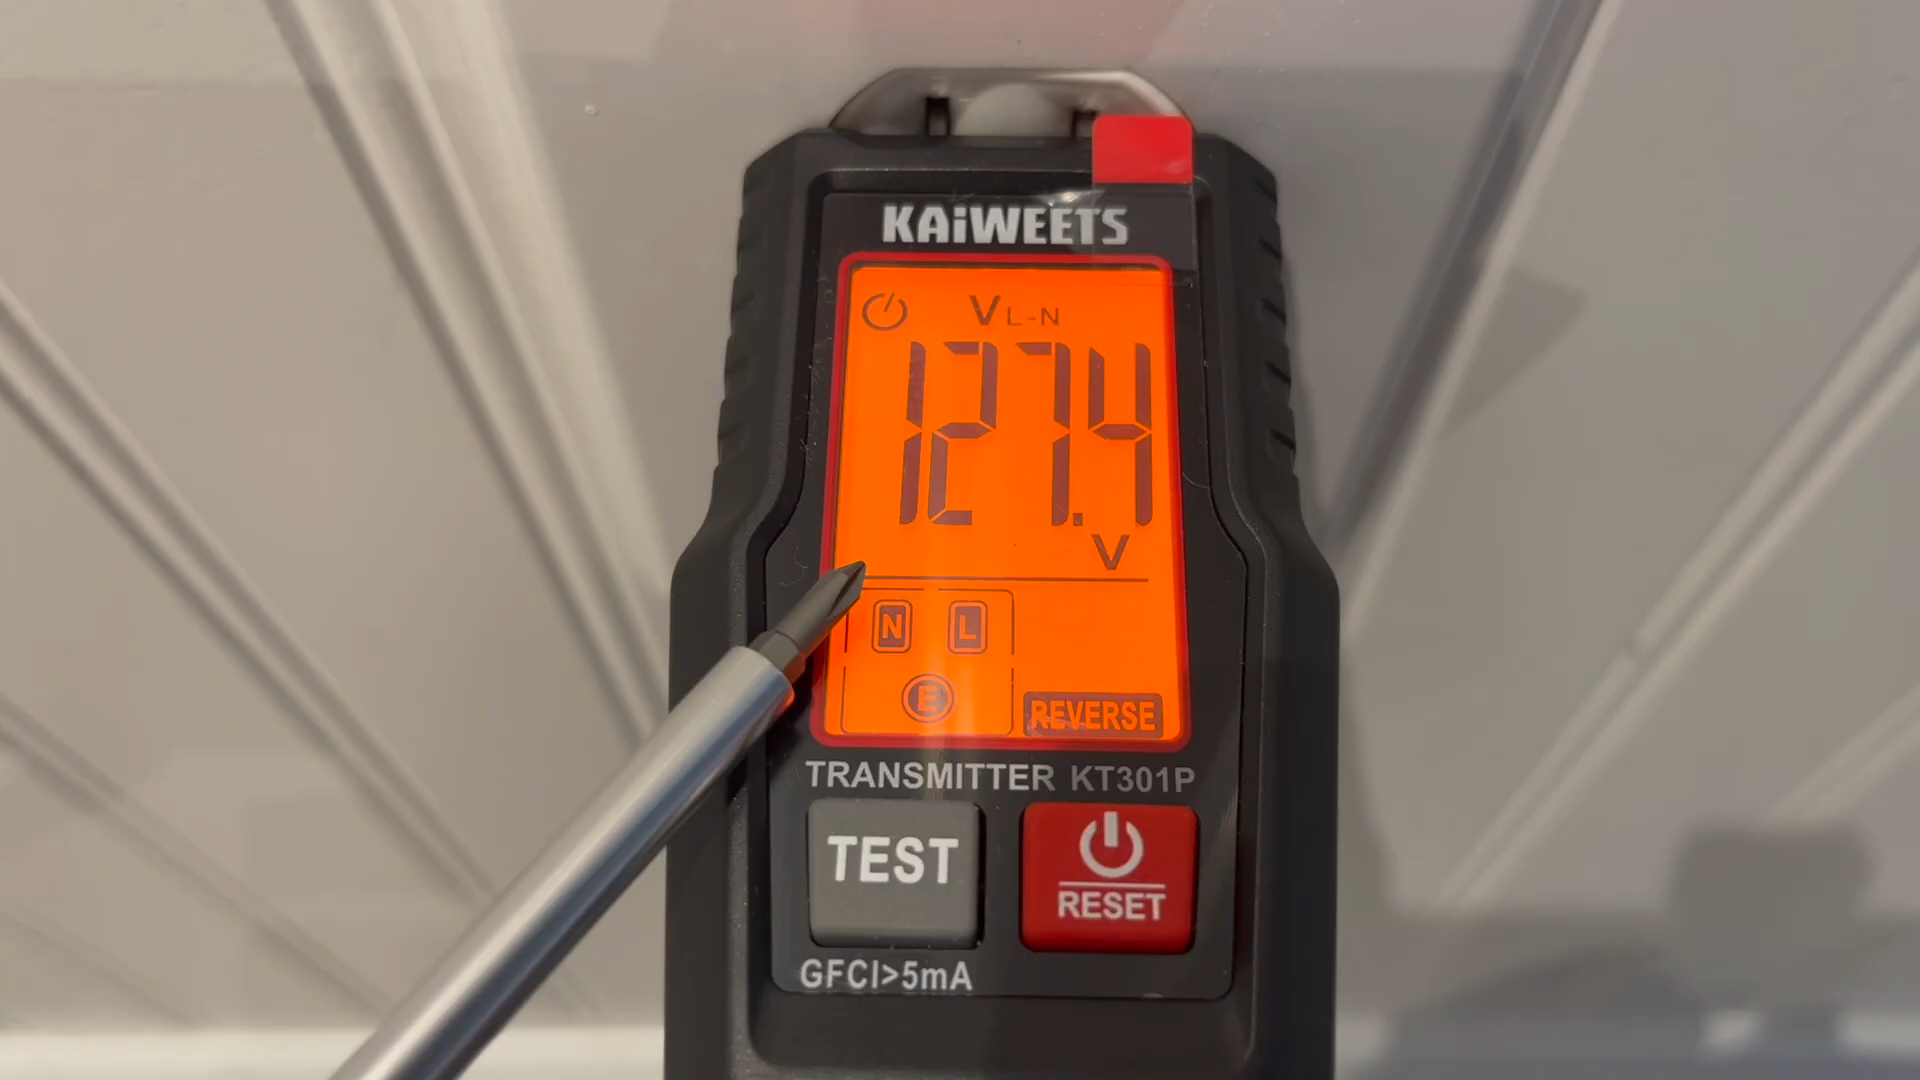 KAiWEETS
VL-N
127.4
V
N L
E
REVERSE
TRANSMITTER KT301P
TEST
RESET
GFCI>5mA